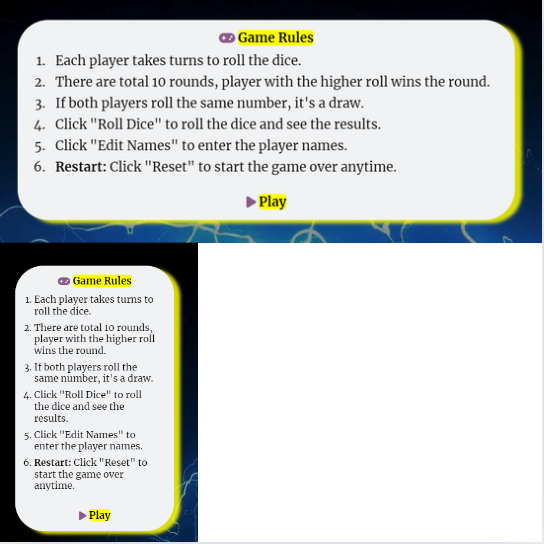 Game Rules
1. Each player takes turns to roll the dice.
2. There are total 10 rounds, player with the higher roll wins the round.
3. If both players roll the same number, it's a draw.
4. Click "Roll Dice" to roll the dice and see the results.
5. Click "Edit Names" to enter the player names.
6. Restart: Click "Reset" to start the game over anytime.
Play
Game Rules
1. Each player takes turns to
roll the dice.
2. There are total 10 rounds,
player with the higher roll
wins the round.
3. If both players roll the
same number, it's a draw.
4. Click "Roll Dice" to roll
the dice and see the
results.
5. Click "Edit Names" to
enter the player names.
6. Restart: Click "Reset" to
start the game over
anytime.
Play